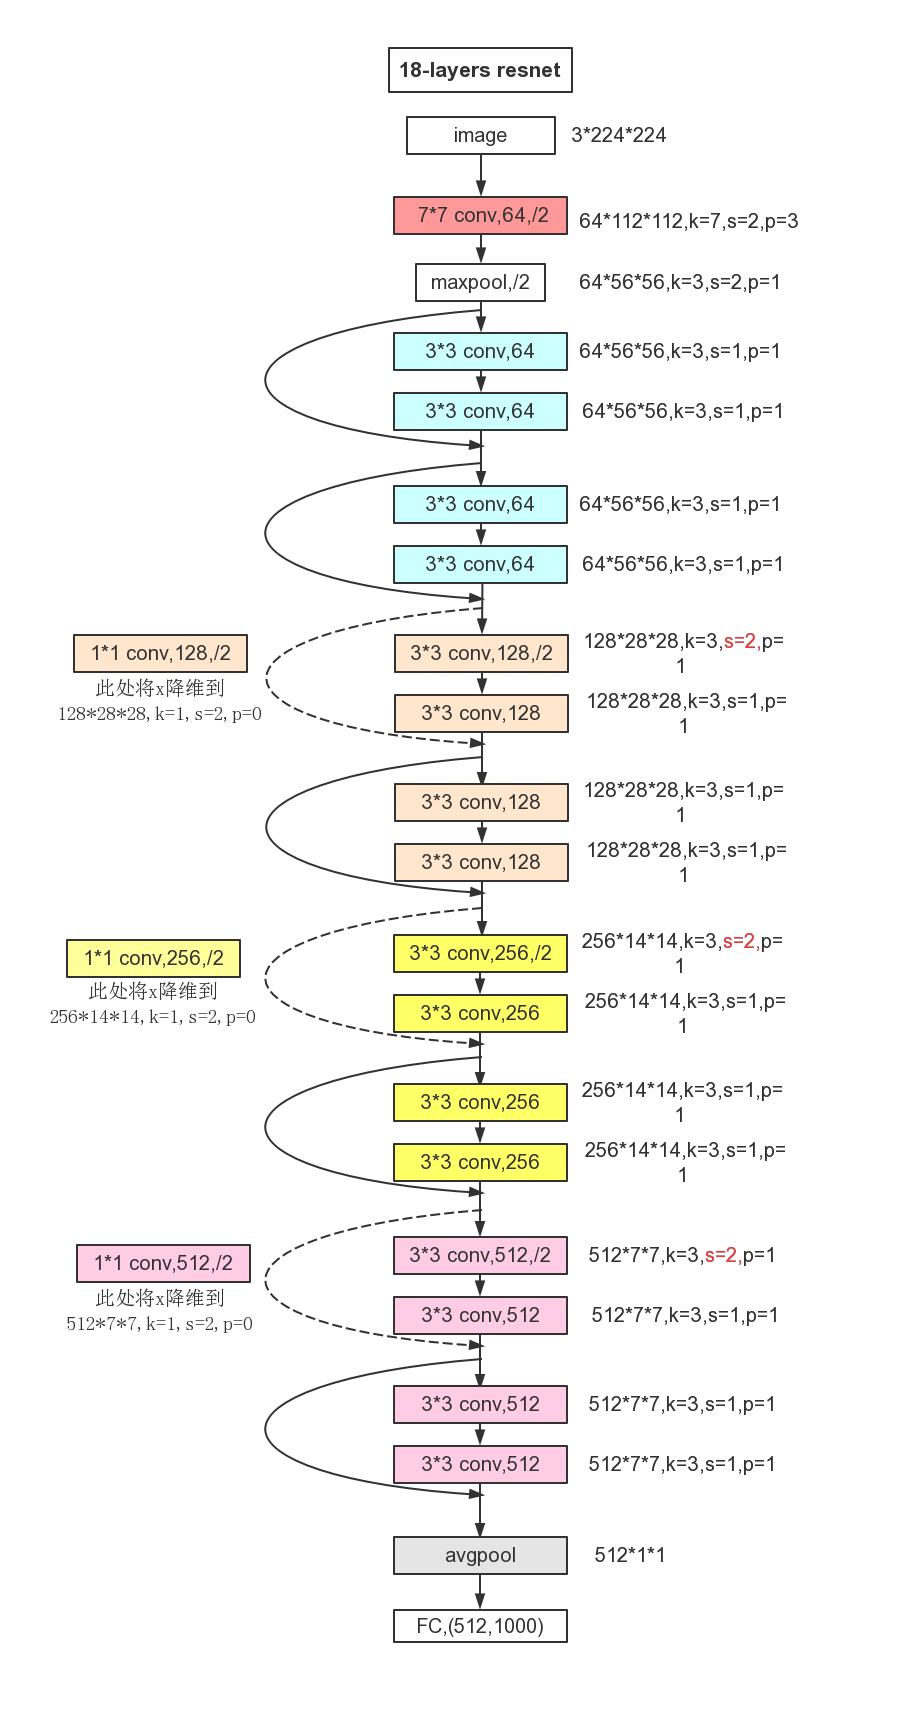 18-layers resnet
image
3*224*224
7*7 conv,64,/2
64*112*112,k=7,s=2,p=3
maxpool,/2
64*56*56,k=3,s=2,p=1
3*3 conv,64
64*56*56,k=3,s=1,p=1
3*3 conv,64
64*56*56,k=3,s=1,p=1
3*3 conv,64
64*56*56,k=3,s=1,p=1
3*3 conv,64
64*56*56,k=3,s=1,p=1
1*1 conv,128,/2
此处将x降维到
128*28*28,k=1,s=2,p=0
3*3 conv,128,/2
128*28*28,k=3,s=2,p=
1
3*3 conv,128
128*28*28,k=3,s=1,p=
1
3*3 conv,128
128*28*28,k=3,s=1,p=
1
3*3 conv,128
128*28*28,k=3,s=1,p=
1
1*1 conv,256,/2
此处将x降维到
256*14*14,k=1,s=2,p=0
3*3 conv,256,/2
256*14*14,k=3,s=2,p=
1
3*3 conv,256
256*14*14,k=3,s=1,p=
1
3*3 conv,256
256*14*14,k=3,s=1,p=
1
3*3 conv,256
256*14*14,k=3,s=1,p=
1
1*1 conv,512,/2
此处将x降维到
512*7*7,k=1,s=2,p=0
3*3 conv,512,/2
512*7*7,k=3,s=2,p=1
3*3 conv,512
512*7*7,k=3,s=1,p=1
3*3 conv,512
512*7*7,k=3,s=1,p=1
3*3 conv,512
512*7*7,k=3,s=1,p=1
avgpool
512*1*1
FC,(512,1000)